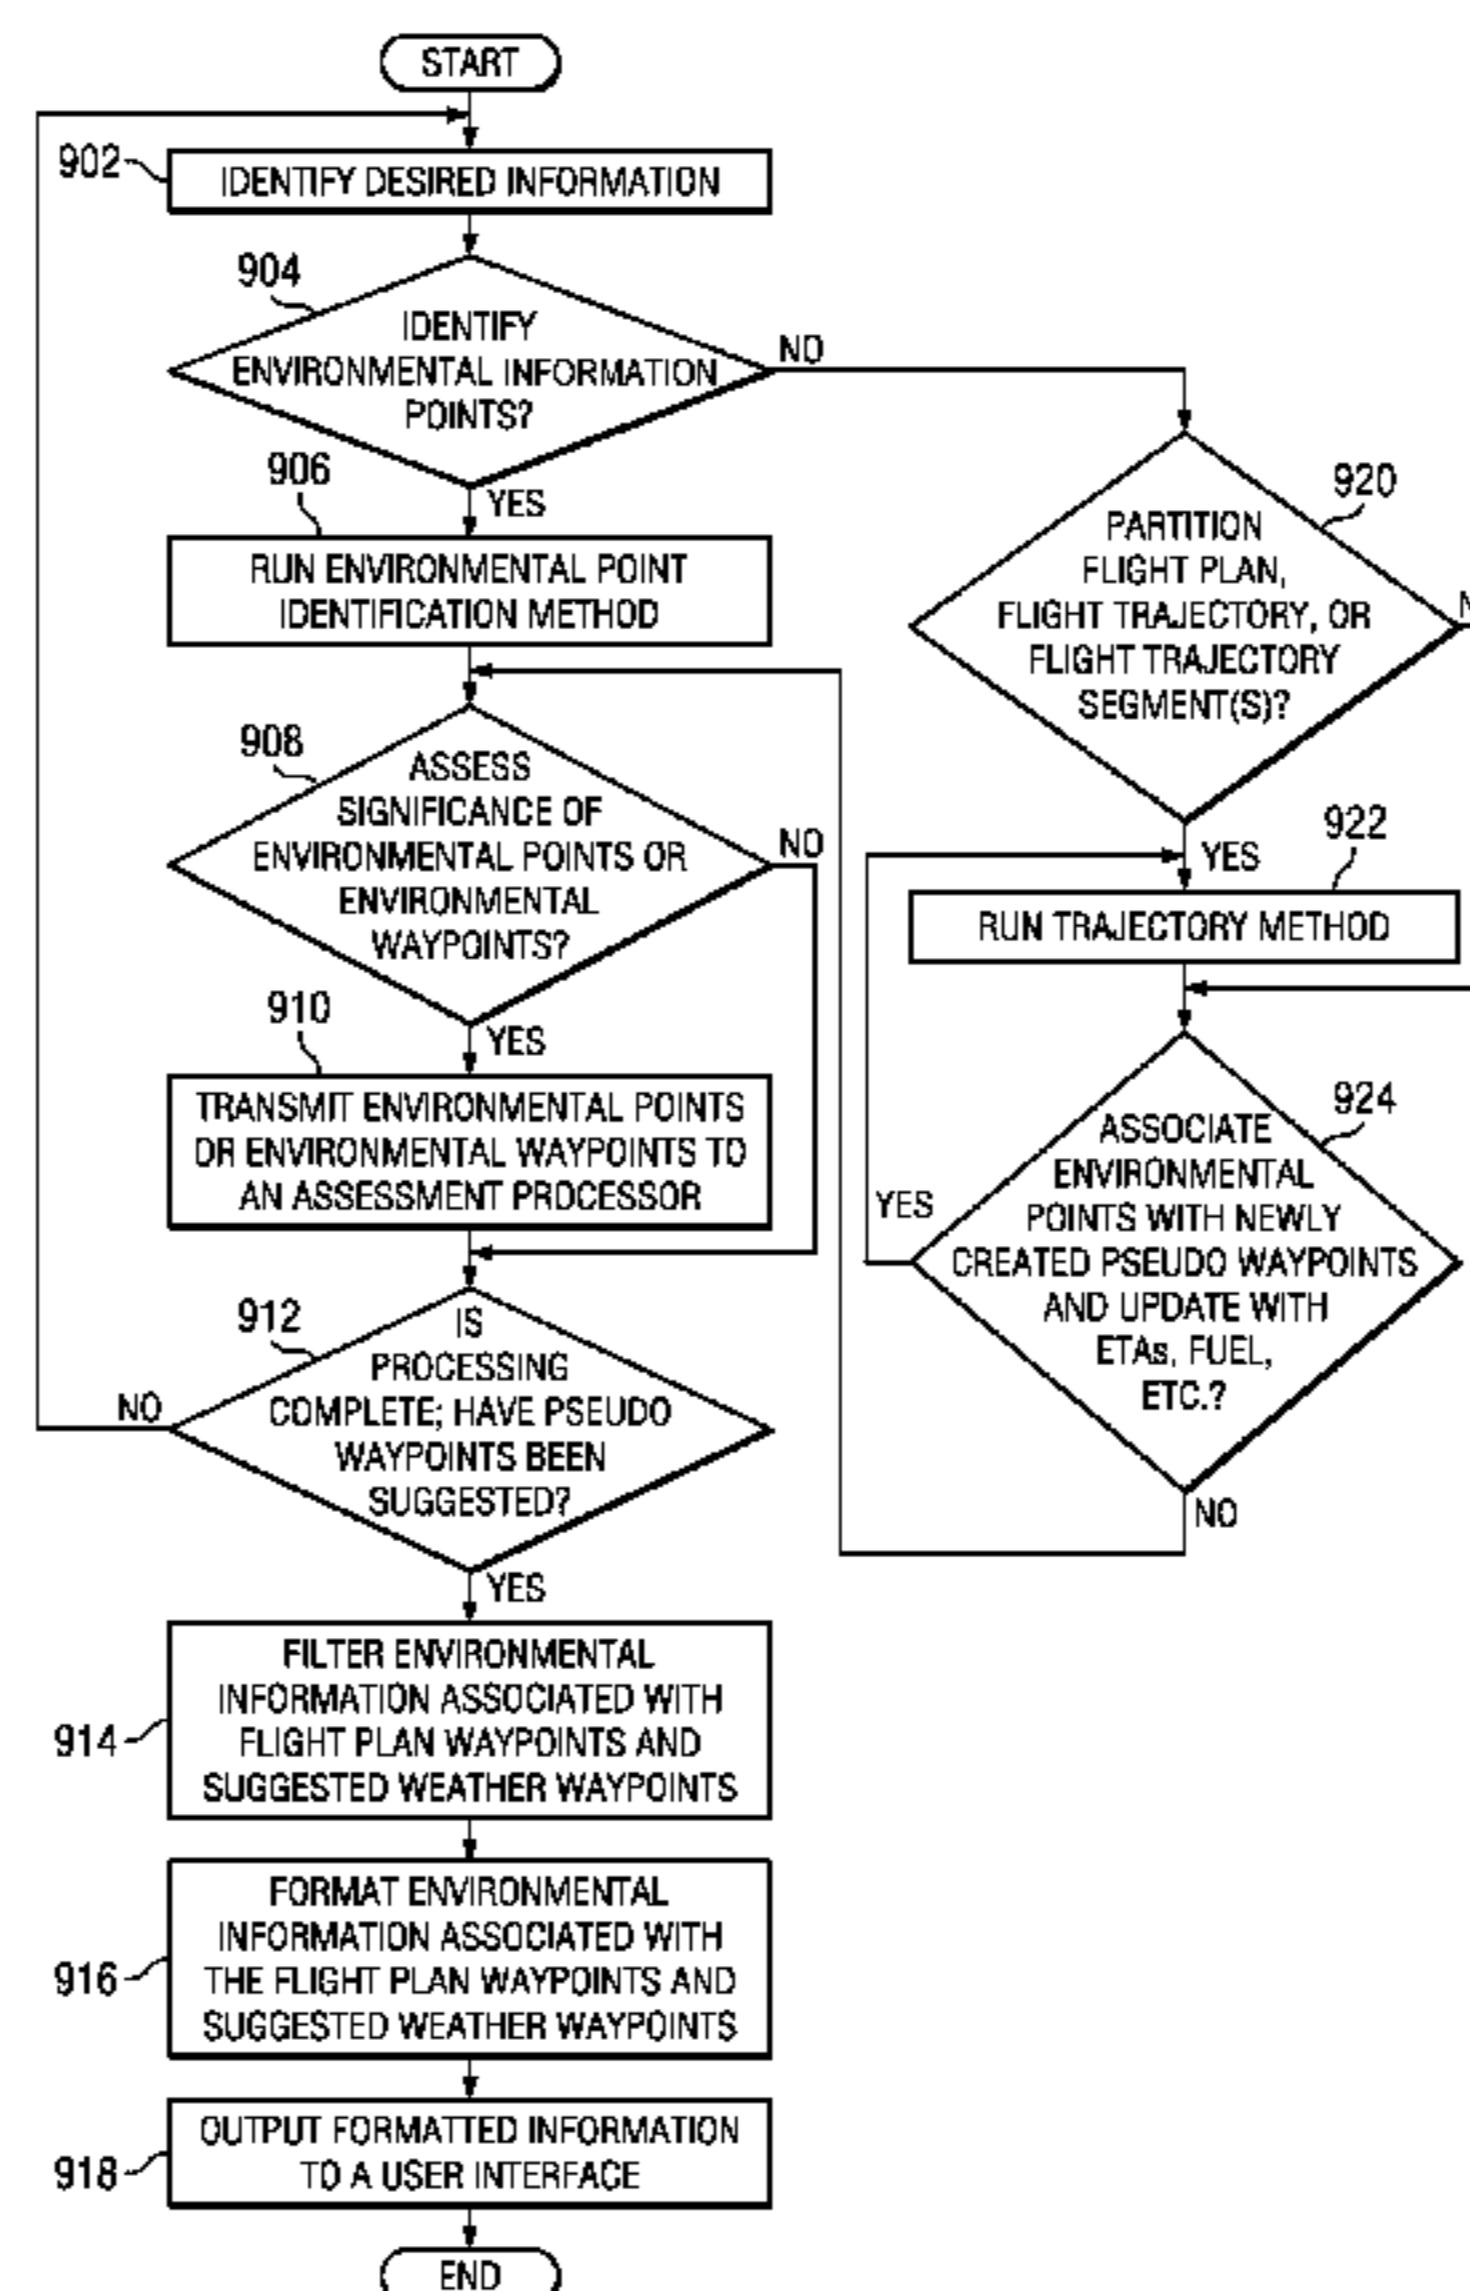 START
902
IDENTIFY DESIRED INFORMATION
904
IDENTIFY
ENVIRONMENTAL INFORMATION
POINTS?
NO
YES
906
RUN ENVIRONMENTAL POINT
IDENTIFICATION METHOD
908
ASSESS
SIGNIFICANCE OF
ENVIRONMENTAL POINTS OR
ENVIRONMENTAL
WAYPOINTS?
NO
YES
910
TRANSMIT ENVIRONMENTAL POINTS
OR ENVIRONMENTAL WAYPOINTS TO
AN ASSESSMENT PROCESSOR
912
IS
PROCESSING
COMPLETE; HAVE PSEUDO
WAYPOINTS BEEN
SUGGESTED?
NO
YES
914
FILTER ENVIRONMENTAL
INFORMATION ASSOCIATED WITH
FLIGHT PLAN WAYPOINTS AND
SUGGESTED WEATHER WAYPOINTS
916
FORMAT ENVIRONMENTAL
INFORMATION ASSOCIATED WITH
THE FLIGHT PLAN WAYPOINTS AND
SUGGESTED WEATHER WAYPOINTS
918
OUTPUT FORMATTED INFORMATION
TO A USER INTERFACE
END
920
PARTITION
FLIGHT PLAN,
FLIGHT TRAJECTORY, OR
FLIGHT TRAJECTORY
SEGMENT(S)?
YES
922
RUN TRAJECTORY METHOD
924
ASSOCIATE
ENVIRONMENTAL
POINTS WITH NEWLY
CREATED PSEUDO WAYPOINTS
AND UPDATE WITH
ETAs, FUEL,
ETC.?
YES
NO